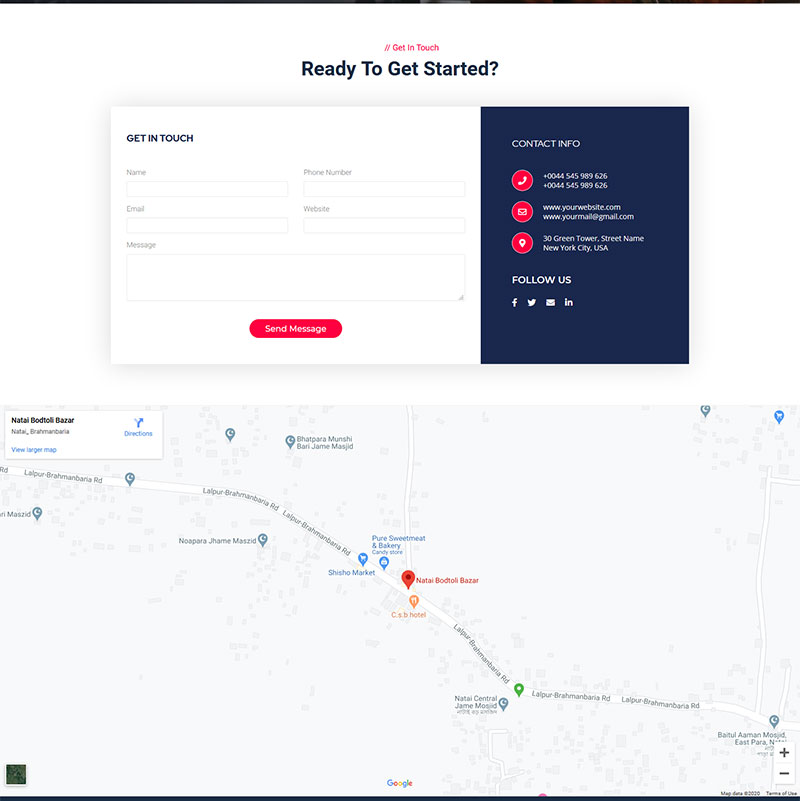 // Get In Touch
Ready To Get Started?
GET IN TOUCH
Name
Phone Number
Email
Website
Message
Send Message
CONTACT INFO
+0044 545 989 626
+0044 545 989 626
www.yourwebsite.com
www.yourmail@gmail.com
30 Green Tower, Street Name
New York City, USA
FOLLOW US
Natai Bodtoli Bazar
Natai,, Brahmanbaria
Directions
View larger map
Bhatpara Munshi
Bari Jame Masjid
Rd
Lalpur-Brahmanbaria Rd
Lalpur-Brahmanbaria Rd
Lalpur-Brahmanbaria Rd
ri Maszid
Noapara Jhame Maszid
Pure Sweetmeat
& Bakery
Candy store
Shisho Market
Natai Bodtoli Bazar
C.s.b hotel
Lalpur-Brahmanbaria Rd
Natai Central
Jame Mosjid
Lalpur-Brahmanbaria Rd
Lalpur-Brahmanbaria Rd
Baitul Aaman Mosjid,
East Para, Nata
Google
Map data ©2020
Terms of Use